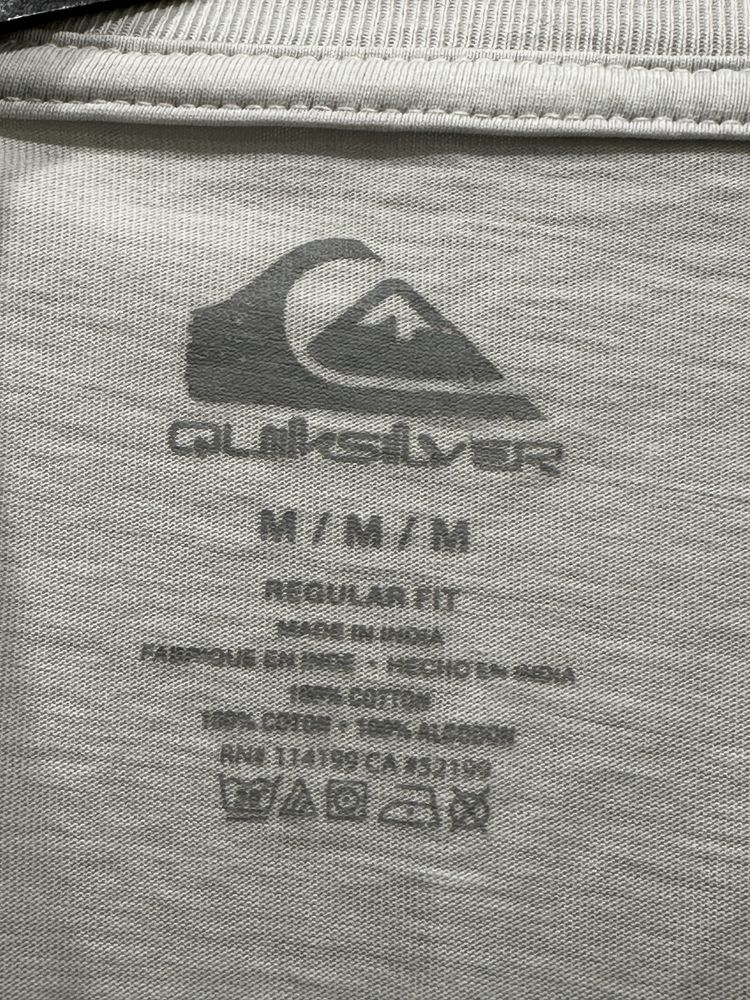 QUIKSILVER
M / M / M
REGULAR FIT
MADE IN INDIA
FABRIQUE EN INDE • HECHO EN INDIA
100% COTTON
100% COTON • 100% ALGODON
RN# 114199 CA #52199